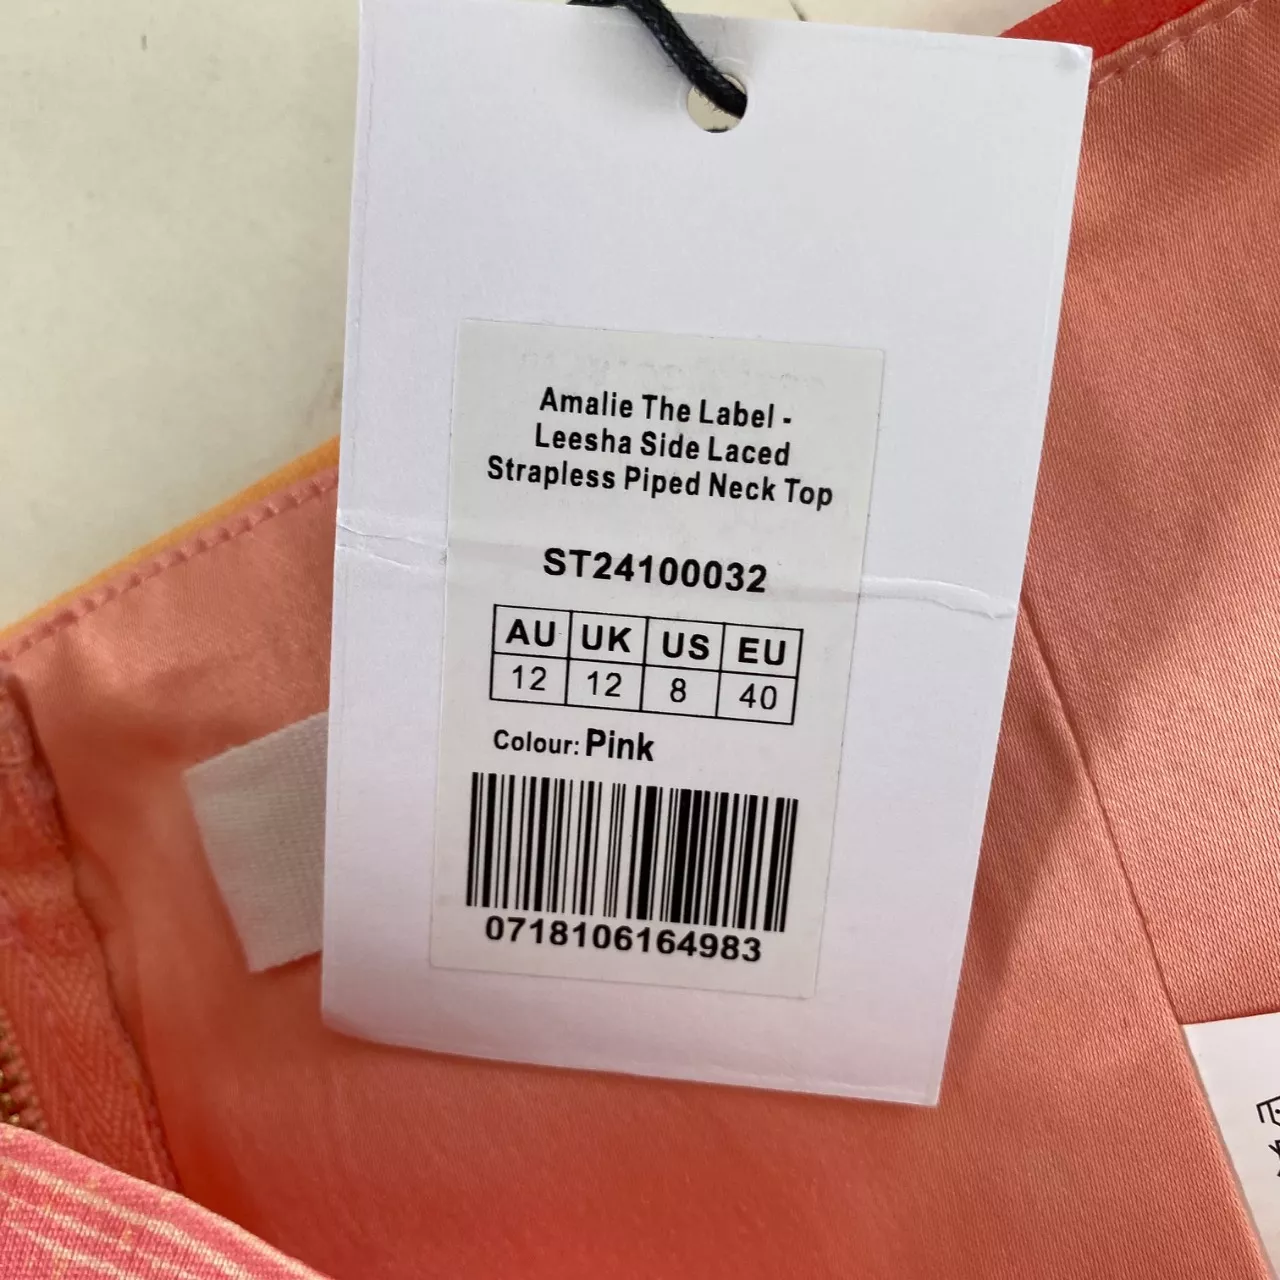 Amalie The Label -
Leesha Side Laced
Strapless Piped Neck Top
ST24100032
AU UK US EU
12 12 8 40
Colour: Pink
0718106164983